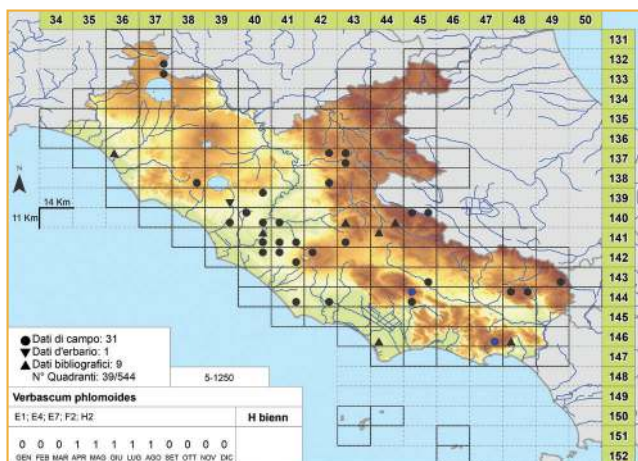 34 35 36 37 38 39 40 41 42 43 44 45 46 47 48 49 50
131
132
133
134
135
136
137
138
139
140
141
142
143
144
145
146
147
148
149
150
151
152
N
14 Km
11 Km
Dati di campo: 31
Dati d'erbario: 1
Dati bibliografici: 9
N° Quadranti: 39/544
5-1250
Verbascum phlomoides
E1; E4; E7; F2; H2
H bienn
0 0 0 1 1 1 1 1 0 0 0 0
GEN FEB MAR APR MAG GIU LUG AGO SET OTT NOV DIC